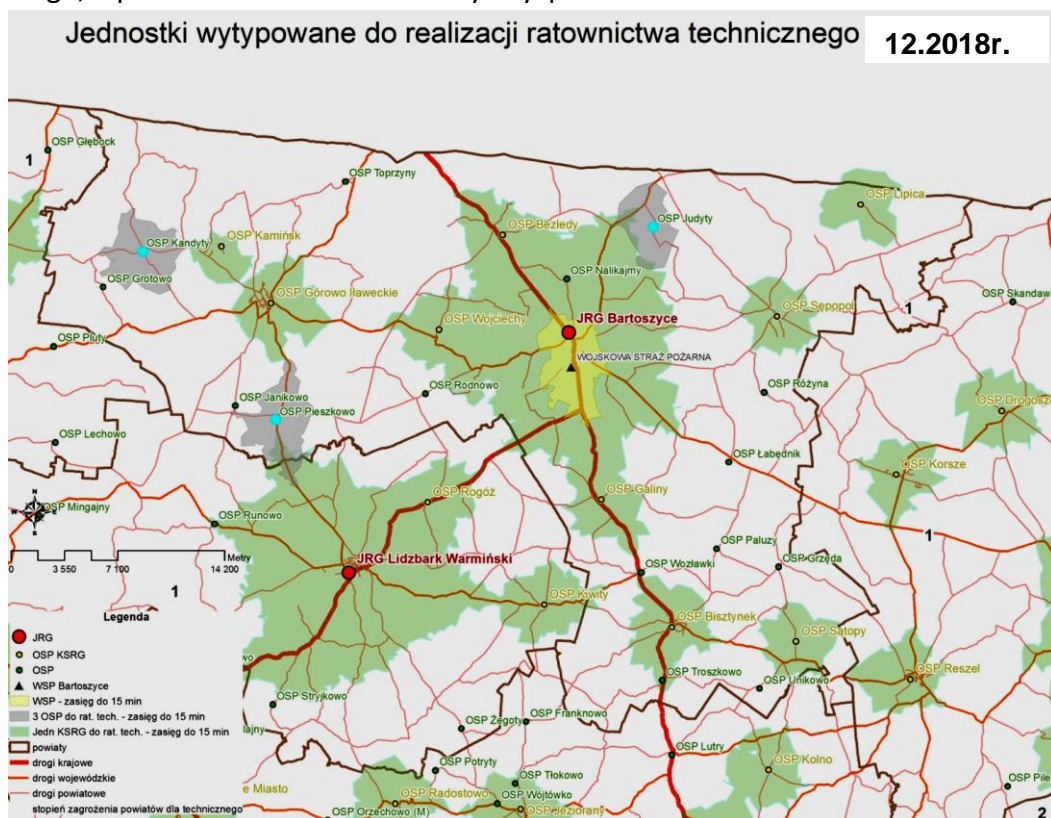 Jednostki wytypowane do realizacji ratownictwa technicznego 12.2018r.
OSP Głębock
1
OSP Toprzyny
OSP Lipica
OSP Kandyty
OSP Kamińsk
OSP Bezledy
OSP Judyty
OSP Grotowo
OSP Nalikajmy
OSP Górowo Iławeckie
OSP Skandaw
1
OSP Sępopol
OSP Wojciechy
JRG Bartoszyce
OSP Pluty
WOJSKOWA STRAŻ POŻARNA
OSP Janikowo
OSP Rodnowo
OSP Różyna
OSP Pieszkowo
OSP Drogosze
OSP Lechowo
OSP Łabędnik
OSP Korsze
OSP Rogóż
OSP Galiny
N
W E
S
OSP Mingajny
OSP Runowo
1
OSP Paluzy
Metry
0 3 550 7 100 14 200
JRG Lidzbark Warmiński
OSP Wozławki
OSP Grzęda
1
OSP Kiwity
Legenda
OSP Bisztynek
OSP Sątopy
JRG
OSP KSRG
OSP
WSP Bartoszyce
WSP - zasięg do 15 min
3 OSP do rat. tech. - zasięg do 15 min
Jedn KSRG do rat. tech. - zasięg do 15 min
powiaty
drogi krajowe
drogi wojewódzkie
drogi powiatowe
stopień zagrożenia powiatów dla technicznego
OSP Reszel
OSP Troszkowo
OSP Unikowo
OSP Stryjkowo
OSP Żegoty
OSP Franknowo
lajny
OSP Lutry
OSP Kolno
OSP Potryty
OSP Tłokowo
OSP Pile
e Miasto
OSP Radostowo
OSP Wójtówko
OSP Orzechowo (M)
OSP Jeziorany
2